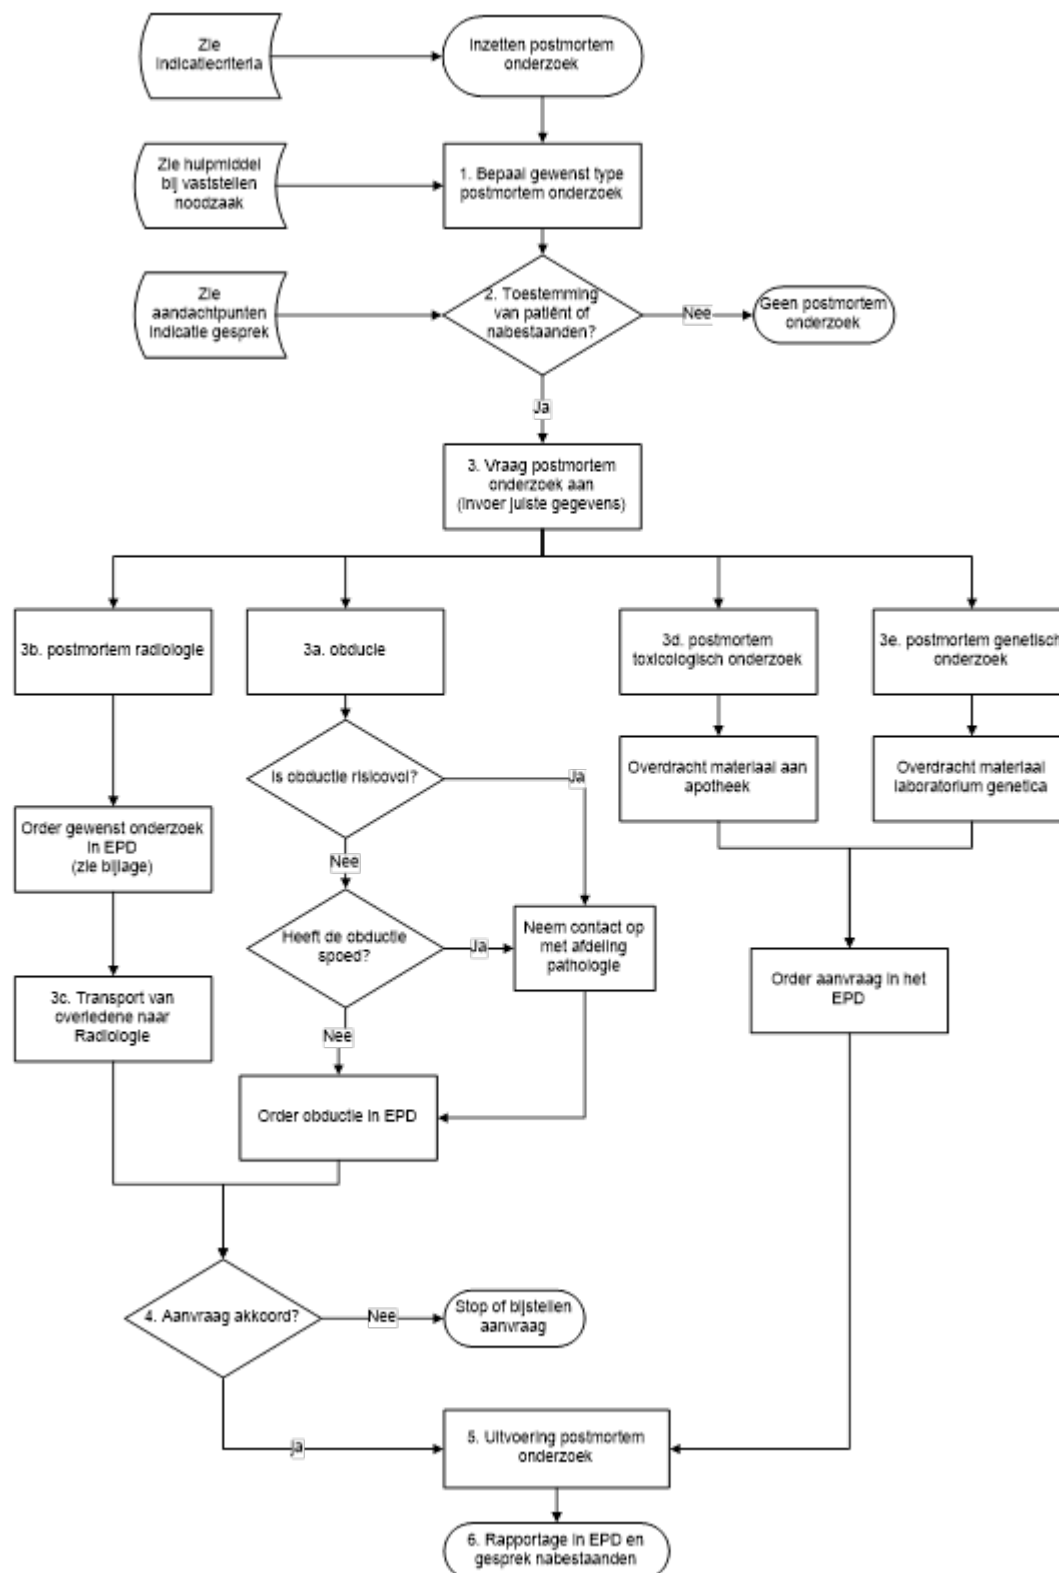 Zie
indicatiecriteria
Inzetten postmortem
onderzoek
Zie hulpmiddel
bij vaststellen
noodzaak
1. Bepaal gewenst type
postmortem onderzoek
Zie
aandachtpunten
indicatie gesprek
2. Toestemming
van patiënt of
nabestaanden?
Nee
Geen postmortem
onderzoek
Ja
3. Vraag postmortem
onderzoek aan
(invoer juiste gegevens)
3b. postmortem radiologie
3a. obducie
3d. postmortem
toxicologisch onderzoek
3e. postmortem genetisch
onderzoek
Is obductie risicovol?
Ja
Overdracht materiaal aan
apotheek
Overdracht materiaal
laboratorium genetica
Order gewenst onderzoek
in EPD
(zie bijlage)
Nee
Heeft de obductie
spoed?
Ja
Neem contact op
met afdeling
pathologie
Order aanvraag in het
EPD
3c. Transport van
overledene naar
Radiologie
Nee
Order obductie in EPD
4. Aanvraag akkoord?
Nee
Stop of bijstellen
aanvraag
ja
5. Uitvoering postmortem
onderzoek
6. Rapportage in EPD en
gesprek nabestaanden